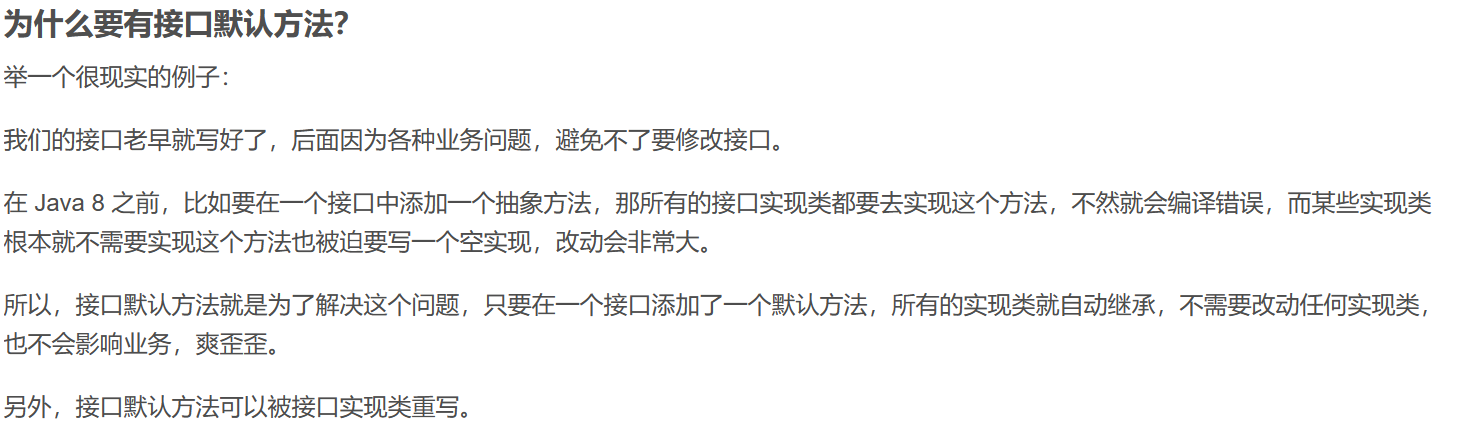 为什么要有接口默认方法？
举一个很现实的例子：
我们的接口老早就写好了，后面因为各种业务问题，避免不了要修改接口。
在 Java 8 之前，比如要在一个接口中添加一个抽象方法，那所有的接口实现类都要去实现这个方法，不然就会编译错误，而某些实现类
根本就不需要实现这个方法也被迫要写一个空实现，改动会非常大。
所以，接口默认方法就是为了解决这个问题，只要在一个接口添加了一个默认方法，所有的实现类就自动继承，不需要改动任何实现类，
也不会影响业务，爽歪歪。
另外，接口默认方法可以被接口实现类重写。